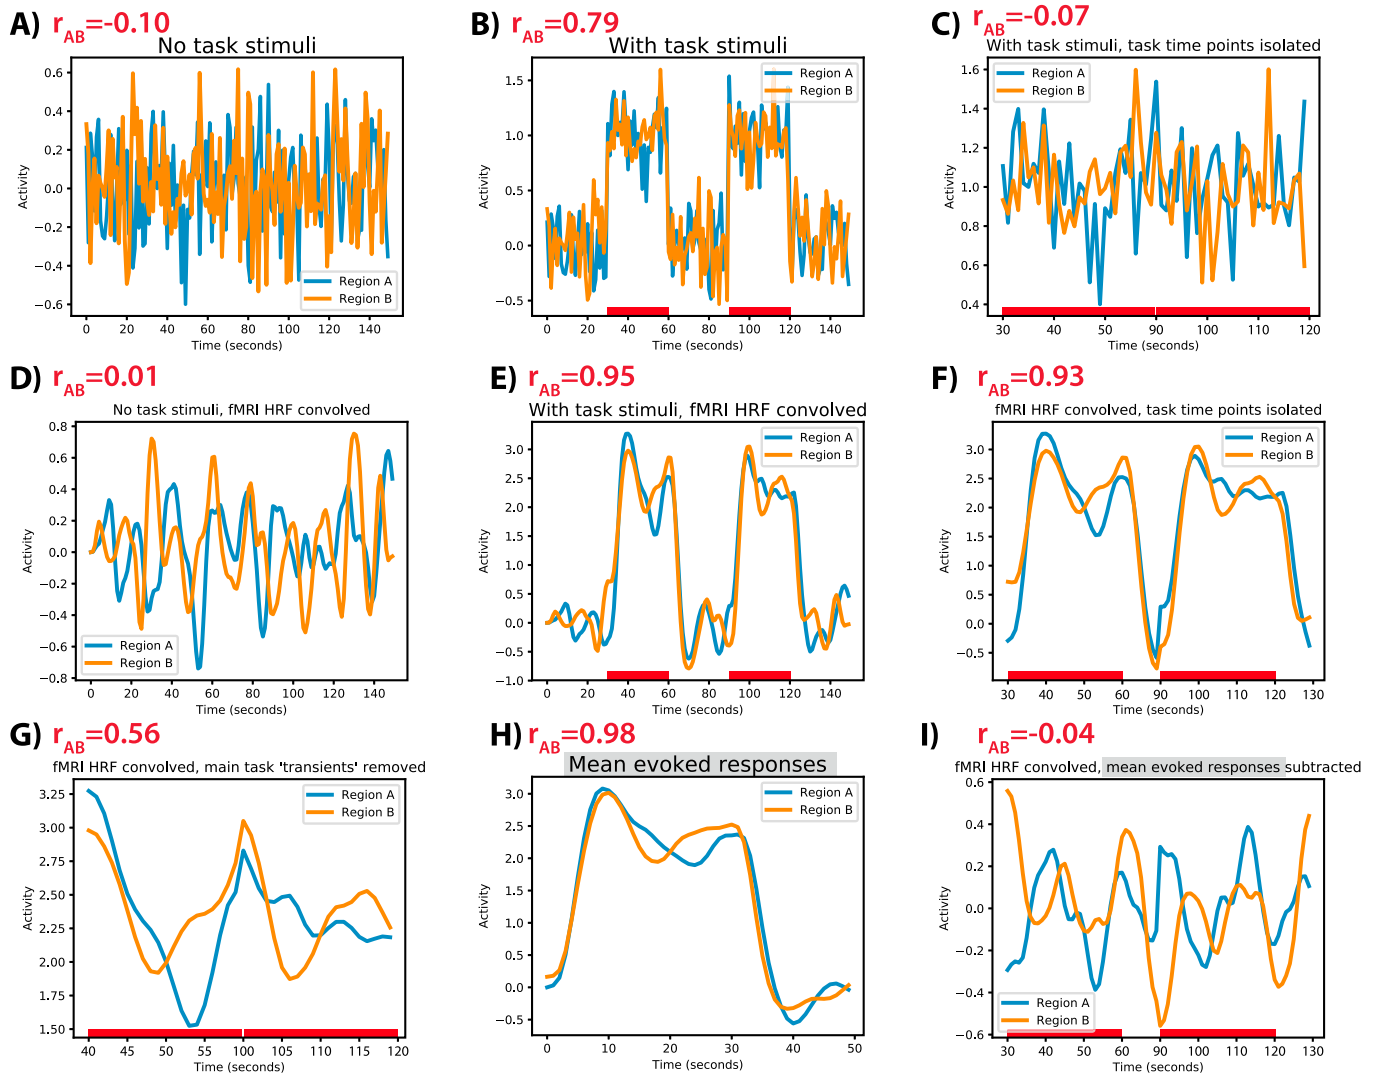 A) rAB=-0.10
No task stimuli
0.6
0.4
0.2
0.0
−0.2
−0.4
−0.6
Activity
Region A
Region B
0 20 40 60 80 100 120 140
Time (seconds)
B) rAB=0.79
With task stimuli
1.5
1.0
0.5
0.0
−0.5
Activity
Region A
Region B
0 20 40 60 80 100 120 140
Time (seconds)
C) rAB=-0.07
With task stimuli, task time points isolated
1.6
1.4
1.2
1.0
0.8
0.6
0.4
Activity
Region A
Region B
30 40 50 90 100 110 120
Time (seconds)
D) rAB=0.01
No task stimuli, fMRI HRF convolved
0.8
0.6
0.4
0.2
0.0
−0.2
−0.4
−0.6
−0.8
Activity
Region A
Region B
0 20 40 60 80 100 120 140
Time (seconds)
E) rAB=0.95
With task stimuli, fMRI HRF convolved
3.0
2.5
2.0
1.5
1.0
0.5
0.0
−0.5
−1.0
Activity
Region A
Region B
0 20 40 60 80 100 120 140
Time (seconds)
F) rAB=0.93
fMRI HRF convolved, task time points isolated
3.0
2.5
2.0
1.5
1.0
0.5
0.0
−0.5
Activity
Region A
Region B
30 40 50 60 90 100 110 120 130
Time (seconds)
G) rAB=0.56
fMRI HRF convolved, main task 'transients' removed
3.25
3.00
2.75
2.50
2.25
2.00
1.75
1.50
Activity
Region A
Region B
40 45 50 55 100 105 110 115 120
Time (seconds)
H) rAB=0.98
Mean evoked responses
3.0
2.5
2.0
1.5
1.0
0.5
0.0
−0.5
Activity
Region A
Region B
0 10 20 30 40 50
Time (seconds)
I) rAB=-0.04
fMRI HRF convolved, mean evoked responses subtracted
0.6
0.4
0.2
0.0
−0.2
−0.4
−0.6
Activity
Region A
Region B
30 40 50 60 90 100 110 120 130
Time (seconds)